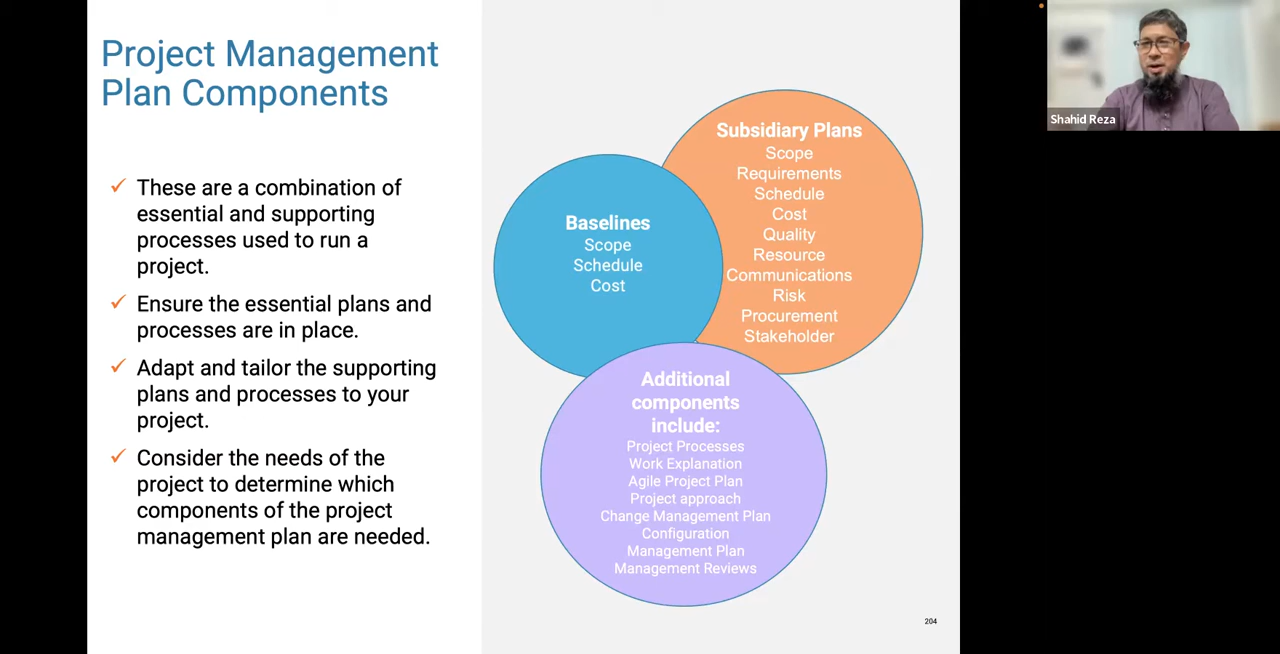 Project Management
Plan Components
✓ These are a combination of
essential and supporting
processes used to run a
project.
✓ Ensure the essential plans and
processes are in place.
✓ Adapt and tailor the supporting
plans and processes to your
project.
✓ Consider the needs of the
project to determine which
components of the project
management plan are needed.
Baselines
Scope
Schedule
Cost
Subsidiary Plans
Scope
Requirements
Schedule
Cost
Quality
Resource
Communications
Risk
Procurement
Stakeholder
Additional
components
include:
Project Processes
Work Explanation
Agile Project Plan
Project approach
Change Management Plan
Configuration
Management Plan
Management Reviews
204
Shahid Reza